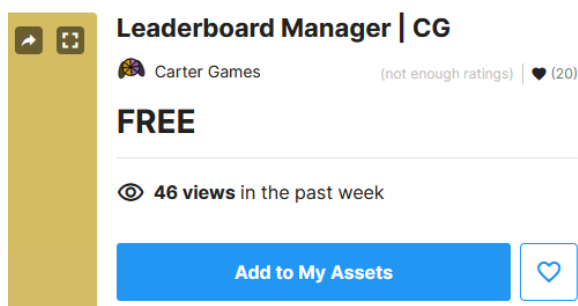 Leaderboard Manager | CG
Carter Games
(not enough ratings) | (20)
FREE
46 views in the past week
Add to My Assets